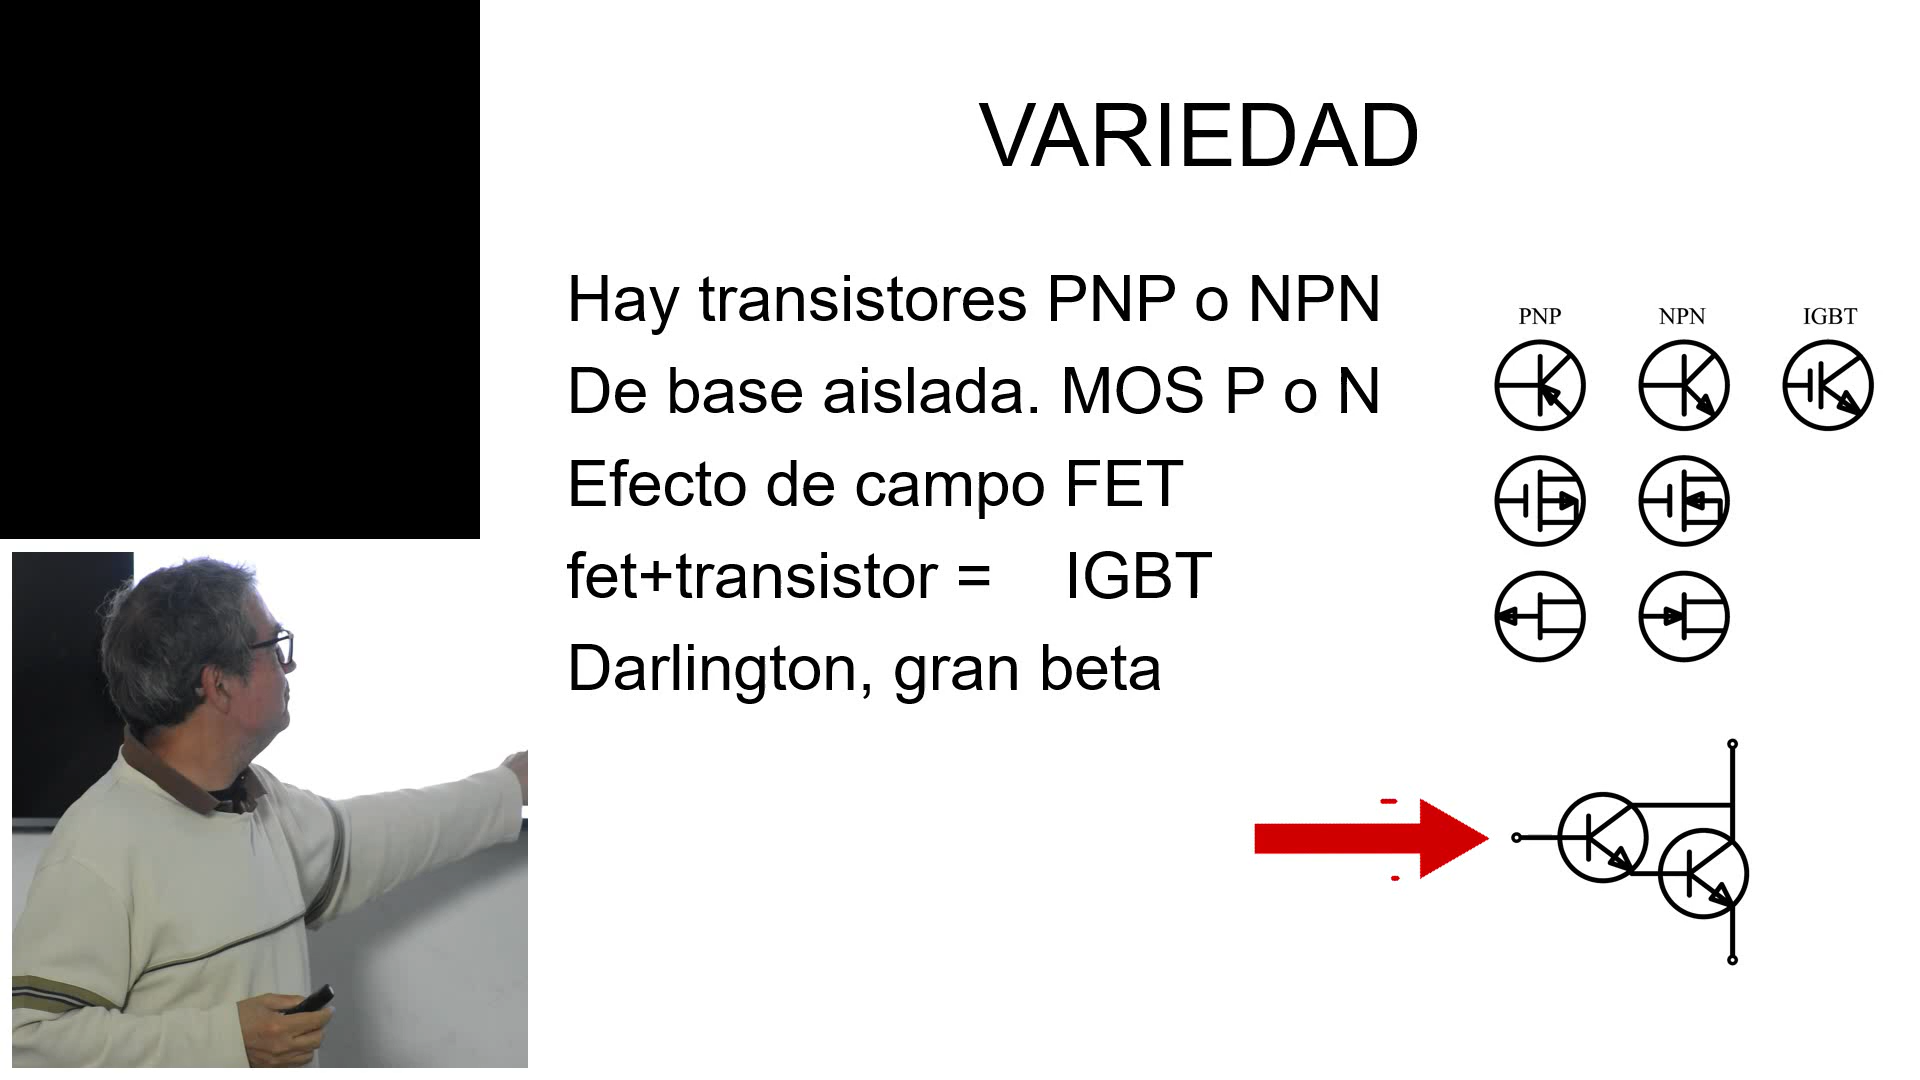 VARIEDAD
Hay transistores PNP o NPN
De base aislada. MOS P o N
Efecto de campo FET
fet+transistor = IGBT
Darlington, gran beta
PNP NPN IGBT